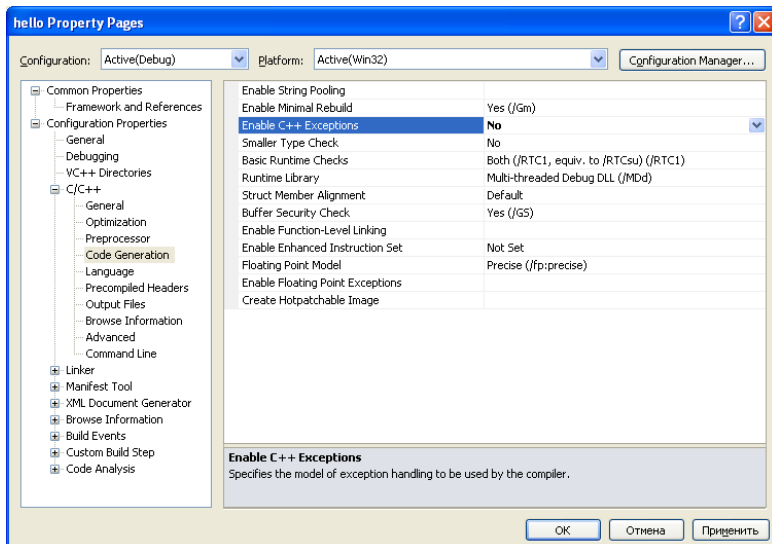 hello Property Pages
Configuration: Active(Debug) Platform: Active(Win32) Configuration Manager...
Common Properties
Framework and References
Configuration Properties
General
Debugging
VC++ Directories
C/C++
General
Optimization
Preprocessor
Code Generation
Language
Precompiled Headers
Output Files
Browse Information
Advanced
Command Line
Linker
Manifest Tool
XML Document Generator
Browse Information
Build Events
Custom Build Step
Code Analysis
Enable String Pooling
Enable Minimal Rebuild Yes (/Gm)
Enable C++ Exceptions No
Smaller Type Check No
Basic Runtime Checks Both (/RTC1, equiv. to /RTCsu) (/RTC1)
Runtime Library Multi-threaded Debug DLL (/MDd)
Struct Member Alignment Default
Buffer Security Check Yes (/GS)
Enable Function-Level Linking
Enable Enhanced Instruction Set Not Set
Floating Point Model Precise (/fp:precise)
Enable Floating Point Exceptions
Create Hotpatchable Image
Enable C++ Exceptions
Specifies the model of exception handling to be used by the compiler.
OK Отмена Применить